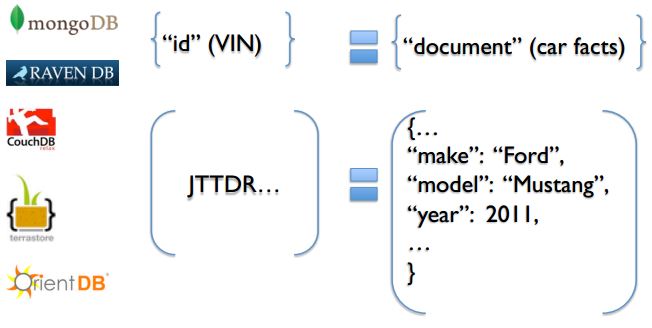 mongoDB
RAVEN DB
CouchDB
relax
terrastore
OrientDB®
“id” (VIN)
“document” (car facts)
JTTDR...
{...
“make”: “Ford”,
“model”: “Mustang”,
“year”: 2011,
...
}